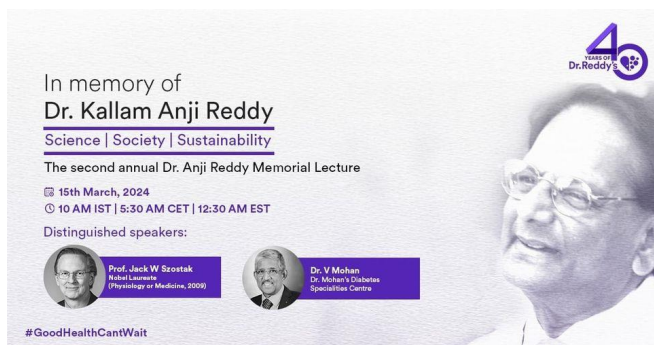 40
YEARS OF
Dr.Reddy's
In memory of
Dr. Kallam Anji Reddy
Science | Society | Sustainability
The second annual Dr. Anji Reddy Memorial Lecture
15th March, 2024
10 AM IST | 5:30 AM CET | 12:30 AM EST
Distinguished speakers:
Prof. Jack W Szostak
Nobel Laureate
(Physiology or Medicine, 2009)
Dr. V Mohan
Dr. Mohan's Diabetes
Specialities Centre
#GoodHealthCantWait